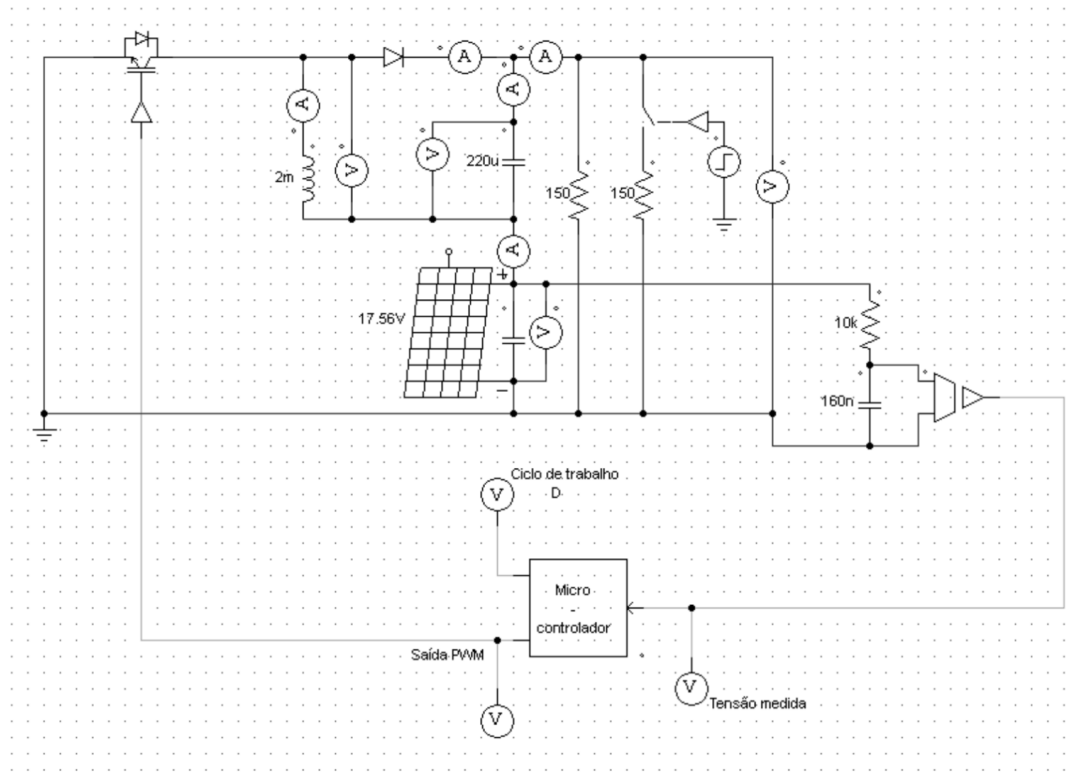 A
A
A
A
V
V
220u
2m
150
150
V
A
+
17.56V
V
10k
160n
Ciclo de trabalho
V
D
Micro
-
controlador
Saída PWM
V
V
Tensão medida